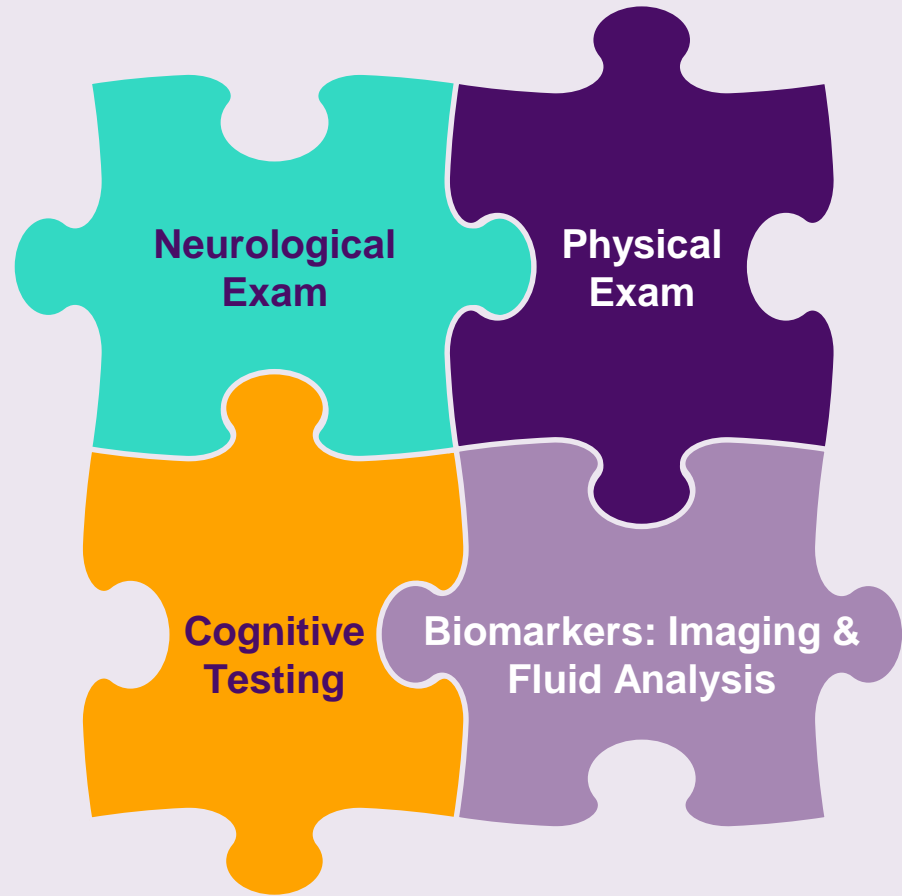 Neurological
Exam
Physical
Exam
Cognitive
Testing
Biomarkers: Imaging &
Fluid Analysis